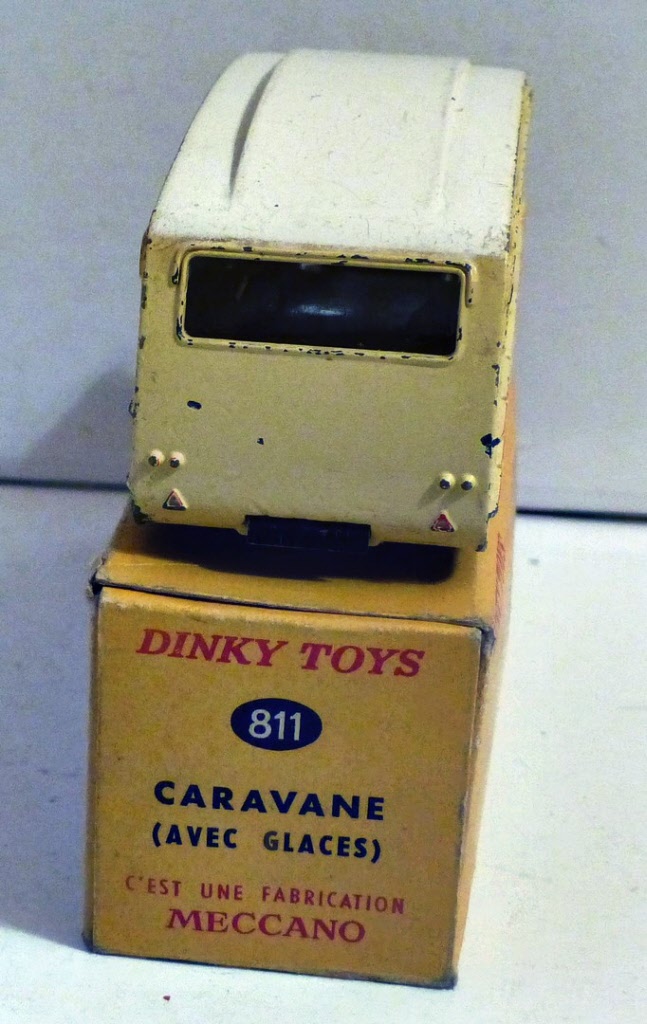 DINKY TOYS
811
CARAVANE
(AVEC GLACES)
C'EST UNE FABRICATION
MECCANO